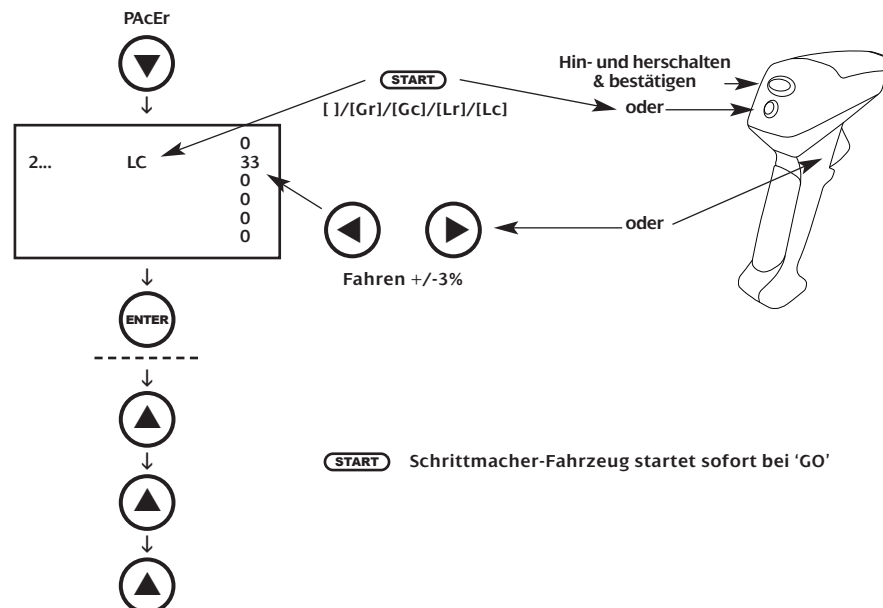 PAcEr
START
[ ]/[Gr]/[Gc]/[Lr]/[Lc]
Hin- und herschalten
& bestätigen
oder
0
2... LC 33
0
0
0
0
oder
Fahren +/-3%
ENTER
START Schrittmacher-Fahrzeug startet sofort bei ‘GO’